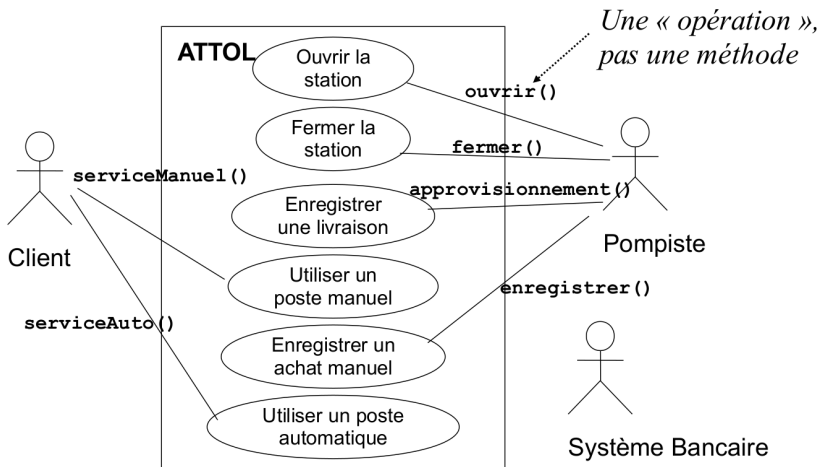 Une « opération »,
pas une méthode
ATTOL
Ouvrir la
station
ouvrir()
Fermer la
station
fermer()
serviceManuel()
approvisionnement()
Enregistrer
une livraison
Client
Pompiste
Utiliser un
poste manuel
enregistrer()
serviceAuto()
Enregistrer un
achat manuel
Utiliser un poste
automatique
Système Bancaire